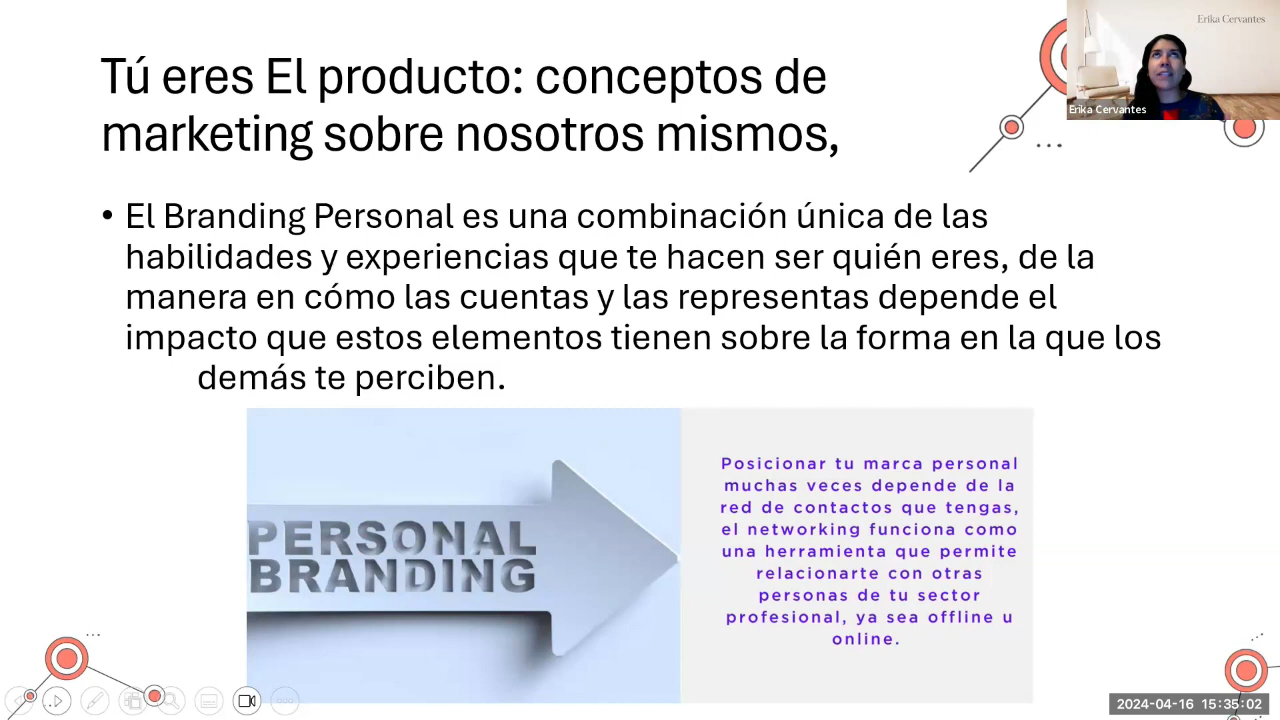 Erika Cervantes
Erika Cervantes
Tú eres El producto: conceptos de
marketing sobre nosotros mismos,
• El Branding Personal es una combinación única de las
habilidades y experiencias que te hacen ser quién eres, de la
manera en cómo las cuentas y las representas depende el
impacto que estos elementos tienen sobre la forma en la que los
demás te perciben.
PERSONAL
BRANDING
Posicionar tu marca personal
muchas veces depende de la
red de contactos que tengas,
el networking funciona como
una herramienta que permite
relacionarte con otras
personas de tu sector
profesional, ya sea offline u
online.
2024-04-16 15:35:02